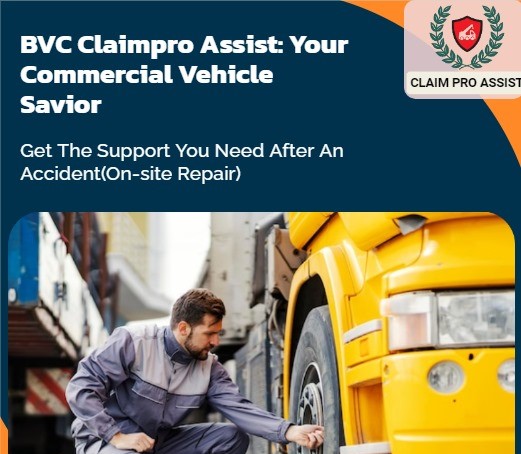 BVC Claimpro Assist: Your
Commercial Vehicle
Savior
CLAIM PRO ASSIST
Get The Support You Need After An
Accident(On-site Repair)